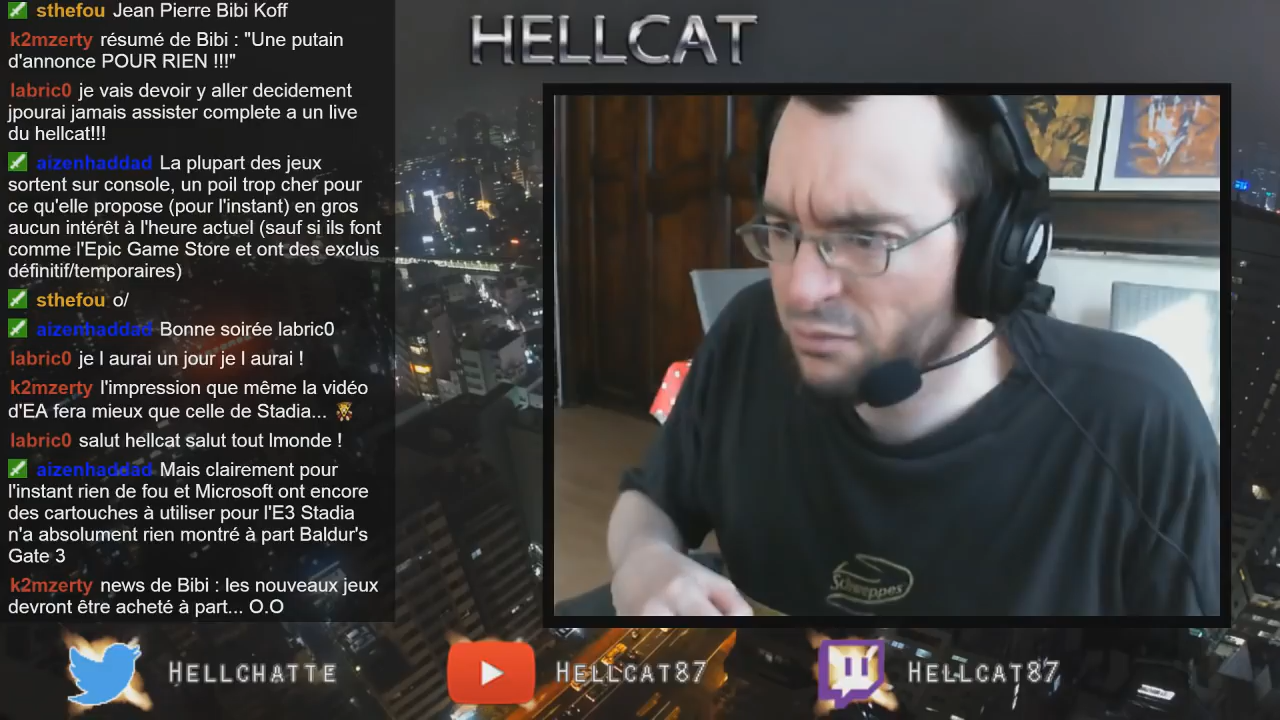 sthefou Jean Pierre Bibi Koff
k2mzerty résumé de Bibi : "Une putain
d'annonce POUR RIEN !!!"
labric0 je vais devoir y aller decidement
jpourai jamais assister complete a un live
du hellcat!!!
aizenhaddad La plupart des jeux
sortent sur console, un poil trop cher pour
ce qu'elle propose (pour l'instant) en gros
aucun intérêt à l'heure actuel (sauf si ils font
comme l'Epic Game Store et ont des exclus
définitif/temporaires)
sthefou o/
aizenhaddad Bonne soirée labric0
labric0 je l aurai un jour je l aurai !
k2mzerty l'impression que même la vidéo
d'EA fera mieux que celle de Stadia...
labric0 salut hellcat salut tout lmonde !
aizenhaddad Mais clairement pour
l'instant rien de fou et Microsoft ont encore
des cartouches à utiliser pour l'E3 Stadia
n'a absolument rien montré à part Baldur's
Gate 3
k2mzerty news de Bibi : les nouveaux jeux
devront être acheté à part... O.O
HELLCAT
Schweppes
HELLCHATTE
HELLCAT87
HELLCAT87